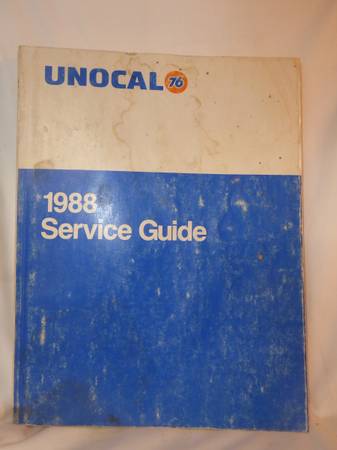 UNOCAL 76
1988
Service Guide